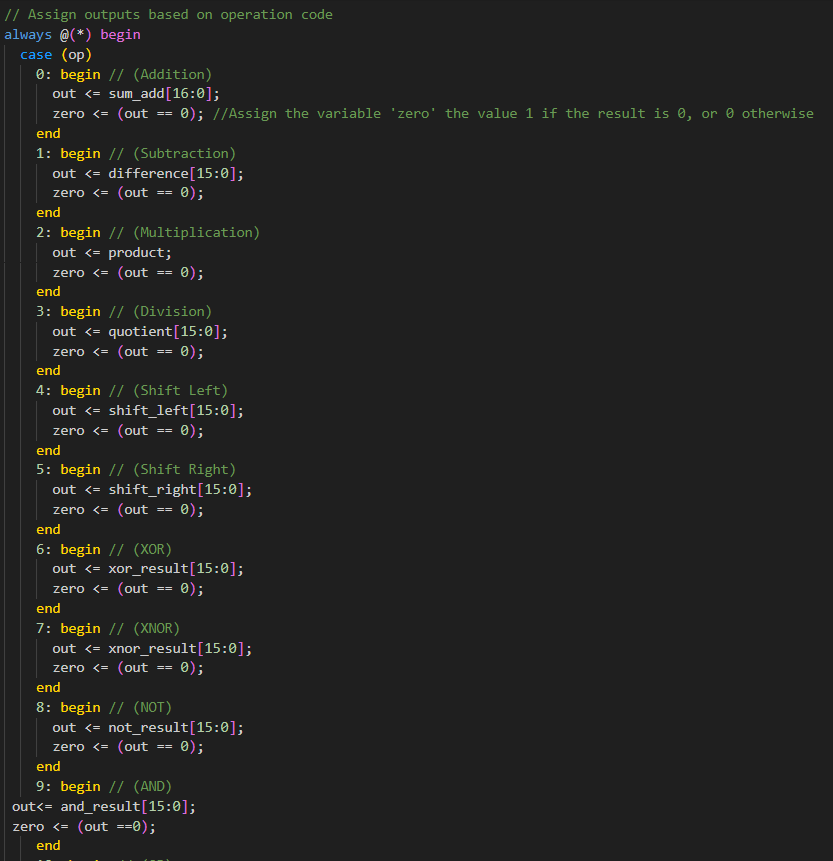 // Assign outputs based on operation code
always @(*) begin
case (op)
0: begin // (Addition)
out <= sum_add[16:0];
zero <= (out == 0); //Assign the variable 'zero' the value 1 if the result is 0, or 0 otherwise
end
1: begin // (Subtraction)
out <= difference[15:0];
zero <= (out == 0);
end
2: begin // (Multiplication)
out <= product;
zero <= (out == 0);
end
3: begin // (Division)
out <= quotient[15:0];
zero <= (out == 0);
end
4: begin // (Shift Left)
out <= shift_left[15:0];
zero <= (out == 0);
end
5: begin // (Shift Right)
out <= shift_right[15:0];
zero <= (out == 0);
end
6: begin // (XOR)
out <= xor_result[15:0];
zero <= (out == 0);
end
7: begin // (XNOR)
out <= xnor_result[15:0];
zero <= (out == 0);
end
8: begin // (NOT)
out <= not_result[15:0];
zero <= (out == 0);
end
9: begin // (AND)
out<= and_result[15:0];
zero <= (out ==0);
end